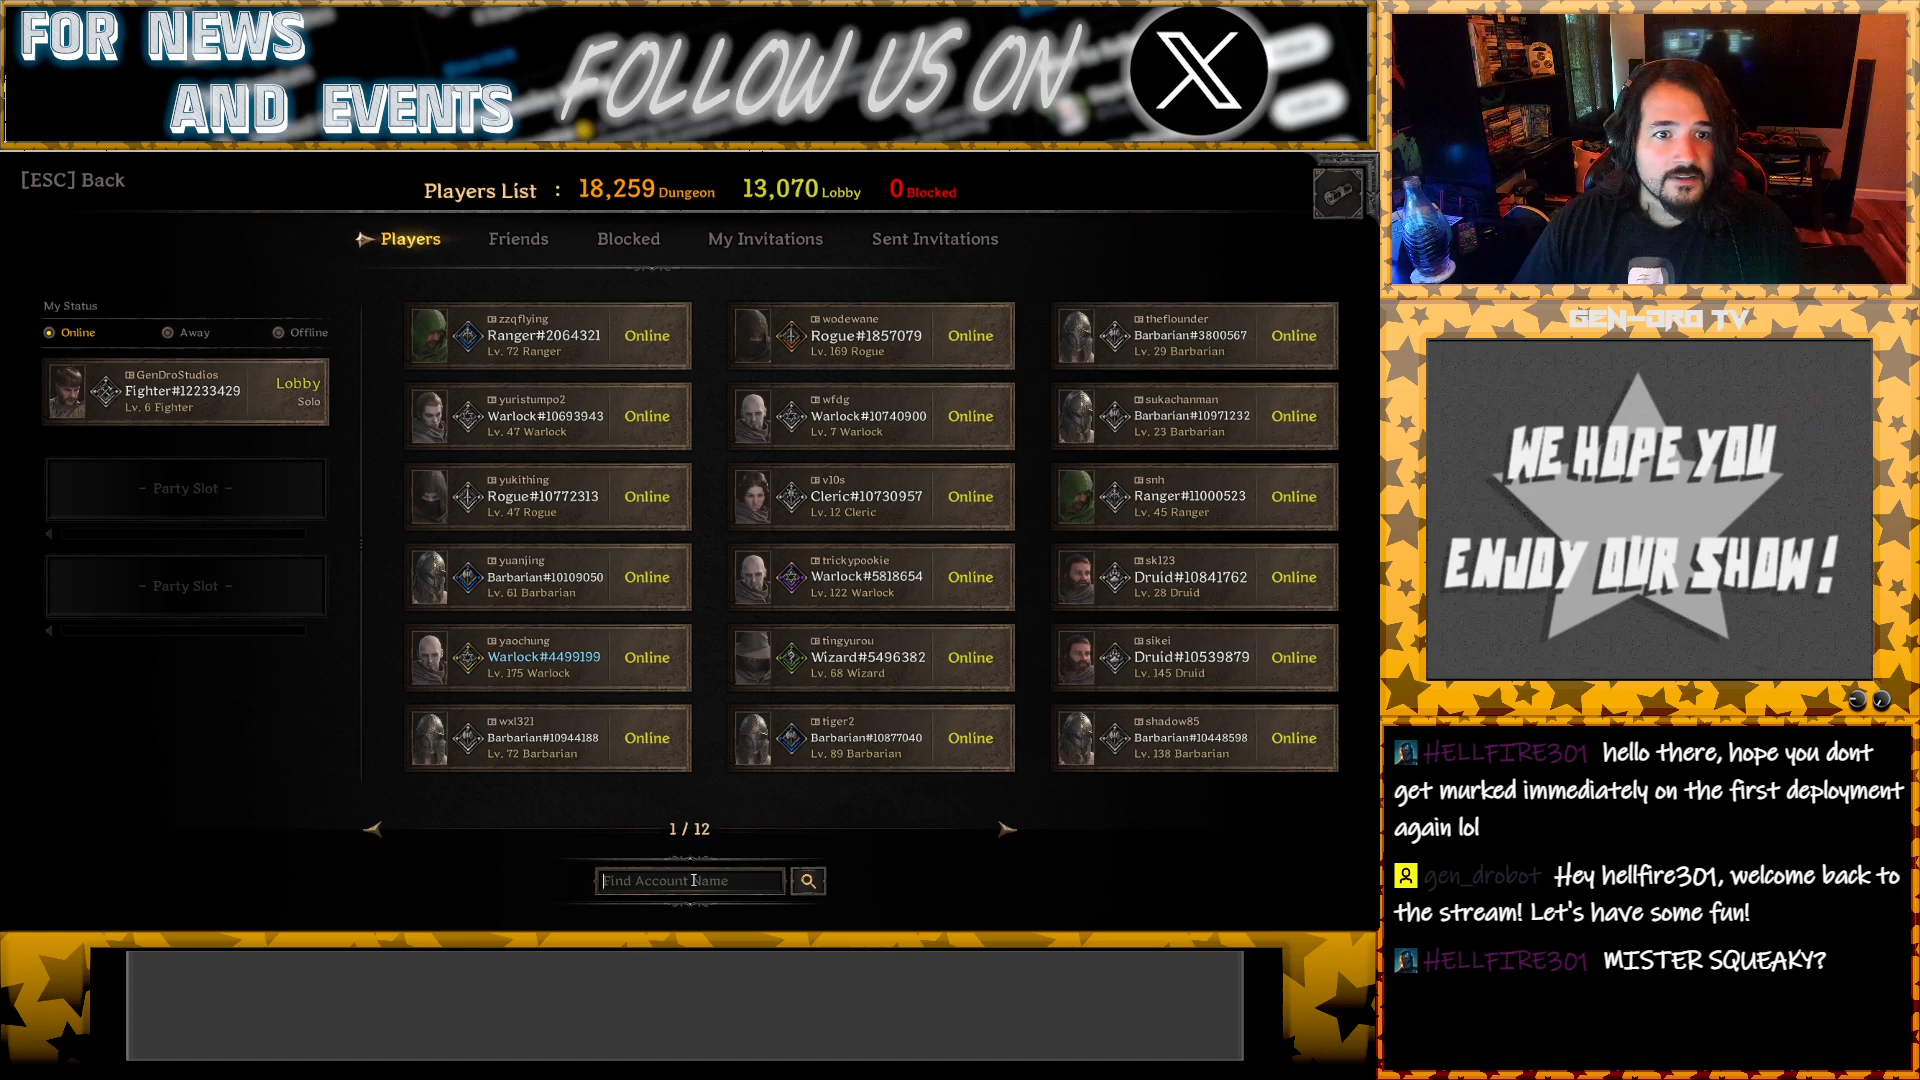 FOR NEWS
AND EVENTS
FOLLOW US ON
X
[ESC] Back
Players List : 18,259 Dungeon 13,070 Lobby 0 Blocked
Players Friends Blocked My Invitations Sent Invitations
My Status
Online Away Offline
GenDroStudios
Fighter#12233429
Lv. 6 Fighter
Lobby
Solo
- Party Slot -
- Party Slot -
zzqflying
Ranger#2064321
Lv. 72 Ranger
Online
wodewane
Rogue#1857079
Lv. 169 Rogue
Online
theflounder
Barbarian#3800567
Lv. 29 Barbarian
Online
yuristumpo2
Warlock#10693943
Lv. 47 Warlock
Online
wfdg
Warlock#10740900
Lv. 7 Warlock
Online
sukachanman
Barbarian#10971232
Lv. 23 Barbarian
Online
yukithing
Rogue#10772313
Lv. 47 Rogue
Online
vl0s
Cleric#10730957
Lv. 12 Cleric
Online
snh
Ranger#11000523
Lv. 45 Ranger
Online
yuanjing
Barbarian#10109050
Lv. 61 Barbarian
Online
trickypookie
Warlock#5818654
Lv. 122 Warlock
Online
sk123
Druid#10841762
Lv. 28 Druid
Online
yaochung
Warlock#4499199
Lv. 175 Warlock
Online
tingyurou
Wizard#5496382
Lv. 68 Wizard
Online
sikei
Druid#10539879
Lv. 145 Druid
Online
wxl321
Barbarian#10944188
Lv. 72 Barbarian
Online
tiger2
Barbarian#10877040
Lv. 89 Barbarian
Online
shadow85
Barbarian#10448598
Lv. 138 Barbarian
Online
1 / 12
Find Account Name
GEN-DRO TV
WE HOPE YOU
ENJOY OUR SHOW!
HELLFIRE301 hello there, hope you dont
get murked immediately on the first deployment
again lol
gen_drobot Hey hellfire301, welcome back to
the stream! Let's have some fun!
HELLFIRE301 MISTER SQUEAKY?